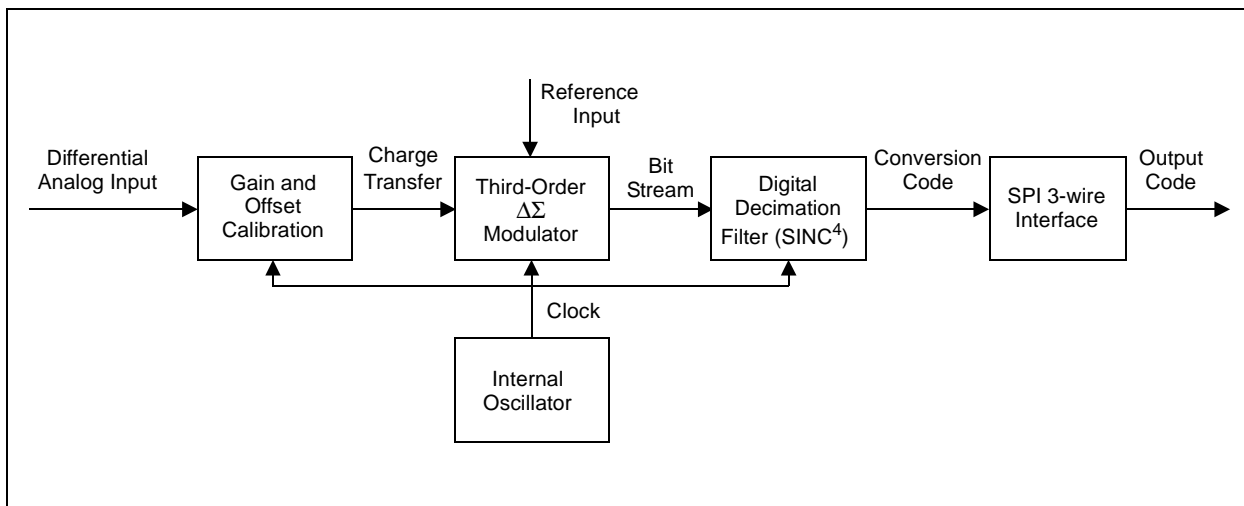 Reference
Input
Differential
Analog Input
Gain and
Offset
Calibration
Charge
Transfer
Third-Order
ΔΣ
Modulator
Bit
Stream
Digital
Decimation
Filter (SINC⁴)
Conversion
Code
SPI 3-wire
Interface
Output
Code
Clock
Internal
Oscillator